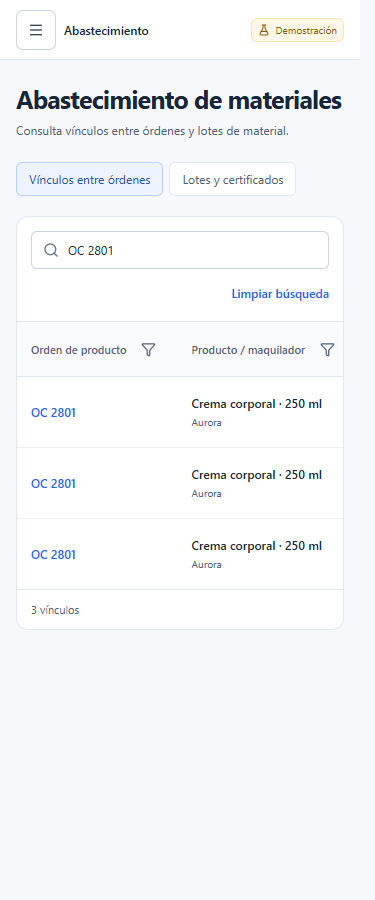 Abastecimiento
Demostración
Abastecimiento de materiales
Consulta vínculos entre órdenes y lotes de material.
Vínculos entre órdenes
Lotes y certificados
OC 2801
Limpiar búsqueda
Orden de producto
Producto / maquilador
OC 2801
Crema corporal · 250 ml
Aurora
OC 2801
Crema corporal · 250 ml
Aurora
OC 2801
Crema corporal · 250 ml
Aurora
3 vínculos